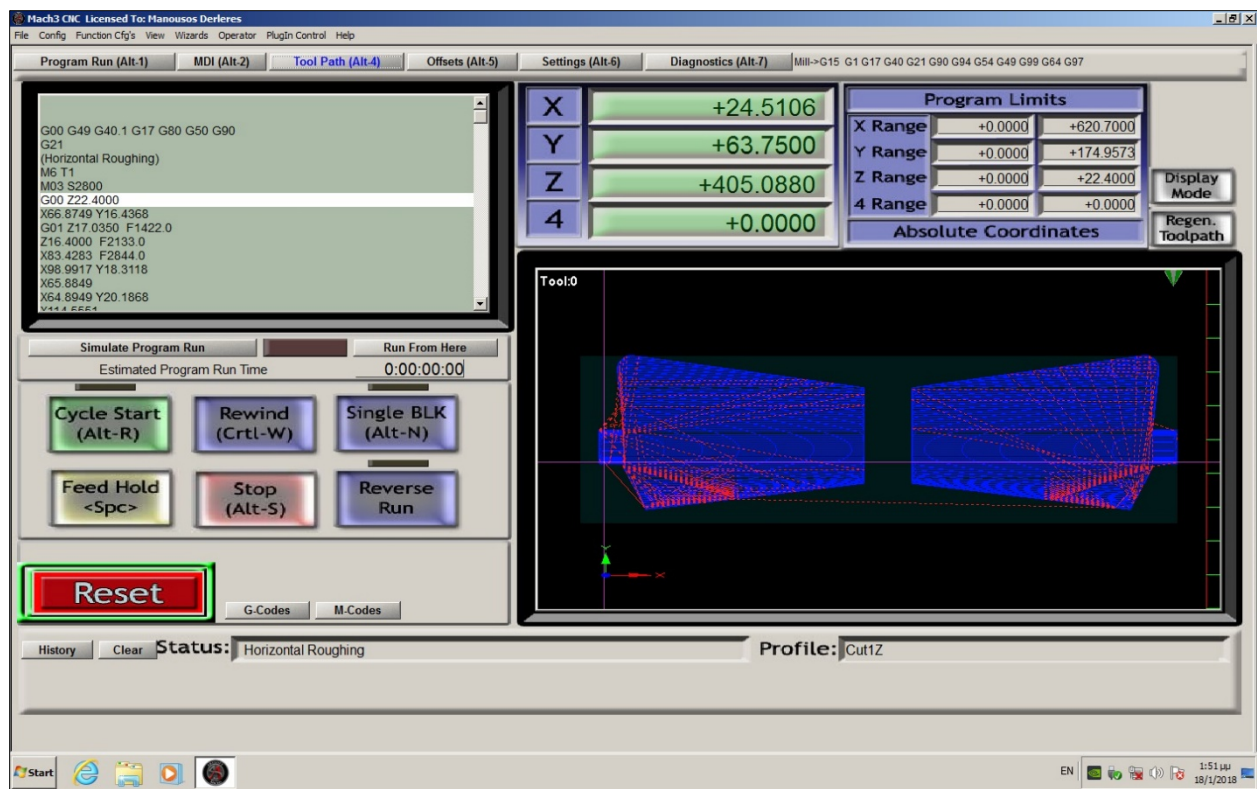 Mach3 CNC Licensed To: Manousos Derleres
File Config Function Cfg's View Wizards Operator PlugIn Control Help
Program Run (Alt-1) MDI (Alt-2) Tool Path (Alt-4) Offsets (Alt-5) Settings (Alt-6) Diagnostics (Alt-7) Mill->G15 G1 G17 G40 G21 G90 G94 G54 G49 G99 G64 G97
G00 G49 G40.1 G17 G80 G50 G90
G21
(Horizontal Roughing)
M6 T1
M03 S2800
G00 Z22.4000
X66.8749 Y16.4368
G01 Z17.0350 F1422.0
Z16.4000 F2133.0
X83.4283 F2844.0
X98.9917 Y18.3118
X65.8849
X64.8949 Y20.1868
X114.5551
X +24.5106
Y +63.7500
Z +405.0880
4 +0.0000
Program Limits
X Range +0.0000 +620.7000
Y Range +0.0000 +174.9573
Z Range +0.0000 +22.4000
4 Range +0.0000 +0.0000
Absolute Coordinates
Display Mode
Regen. Toolpath
Tool:0
Y
X
Simulate Program Run Run From Here
Estimated Program Run Time 0:00:00:00
Cycle Start (Alt-R)
Rewind (Crtl-W)
Single BLK (Alt-N)
Feed Hold <Spc>
Stop (Alt-S)
Reverse Run
Reset
G-Codes M-Codes
History Clear Status: Horizontal Roughing Profile: Cut1Z
Start EN 1:51 μμ
18/1/2018